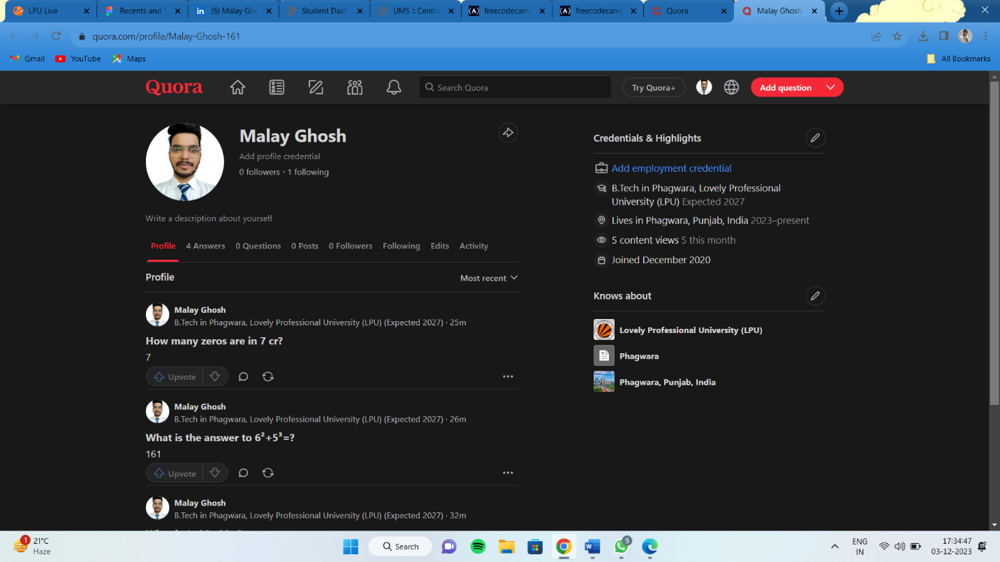 LPU Live
Recents and S
(6) Malay Gho
Student Dash
UMS :: Centra
freecodecamp
freecodecamp
Quora
Malay Ghosh
quora.com/profile/Malay-Ghosh-161
Gmail
YouTube
Maps
All Bookmarks
Quora
Search Quora
Try Quora+
Add question
Malay Ghosh
Add profile credential
0 followers · 1 following
Write a description about yourself
Profile
4 Answers
0 Questions
0 Posts
0 Followers
Following
Edits
Activity
Profile
Most recent
Malay Ghosh
B.Tech in Phagwara, Lovely Professional University (LPU) (Expected 2027) · 25m
How many zeros are in 7 cr?
7
Upvote
Malay Ghosh
B.Tech in Phagwara, Lovely Professional University (LPU) (Expected 2027) · 26m
What is the answer to 6²+5³=?
161
Upvote
Malay Ghosh
B.Tech in Phagwara, Lovely Professional University (LPU) (Expected 2027) · 32m
Credentials & Highlights
Add employment credential
B.Tech in Phagwara, Lovely Professional
University (LPU) Expected 2027
Lives in Phagwara, Punjab, India 2023–present
5 content views 5 this month
Joined December 2020
Knows about
Lovely Professional University (LPU)
Phagwara
Phagwara, Punjab, India
1
21°C
Haze
Search
9
ENG
IN
17:34:47
03-12-2023